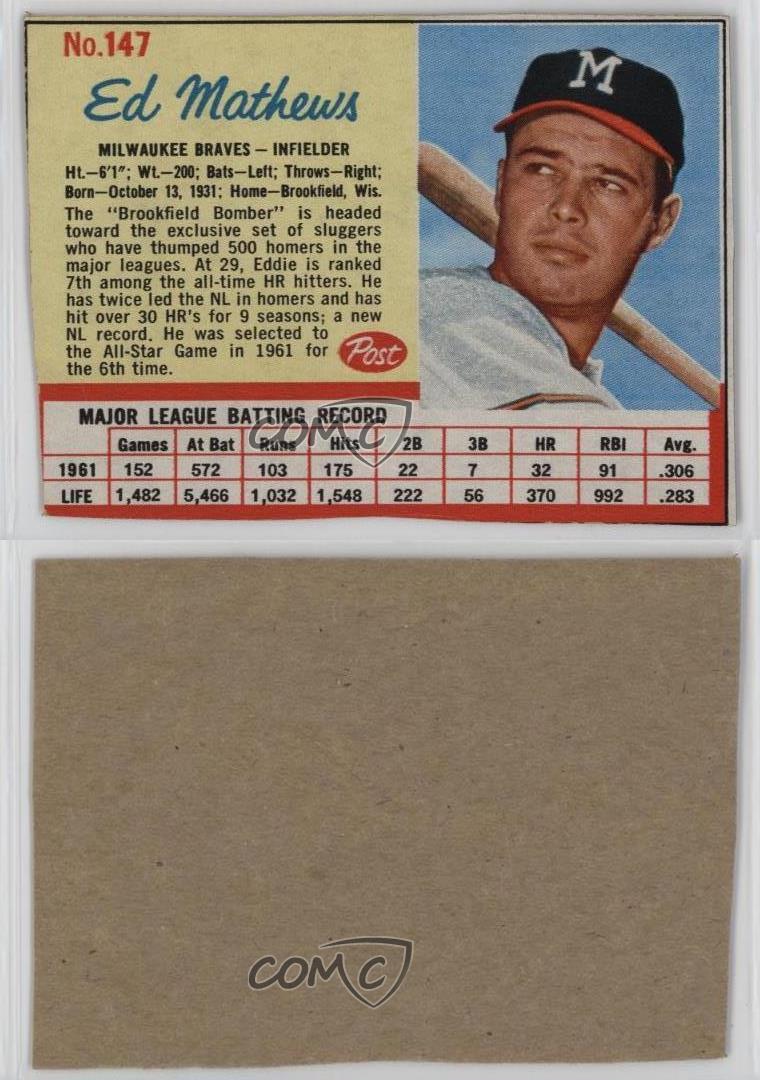 No.147
Ed Mathews
MILWAUKEE BRAVES — INFIELDER
Ht.—6'1"; Wt.—200; Bats—Left; Throws—Right;
Born—October 13, 1931; Home—Brookfield, Wis.
The "Brookfield Bomber" is headed
toward the exclusive set of sluggers
who have thumped 500 homers in the
major leagues. At 29, Eddie is ranked
7th among the all-time HR hitters. He
has twice led the NL in homers and has
hit over 30 HR's for 9 seasons; a new
NL record. He was selected to
the All-Star Game in 1961 for
the 6th time.
Post
M
MAJOR LEAGUE BATTING RECORD
Games At Bat Runs Hits 2B 3B HR RBI Avg.
1961 152 572 103 175 22 7 32 91 .306
LIFE 1,482 5,466 1,032 1,548 222 56 370 992 .283
COMC
COMC